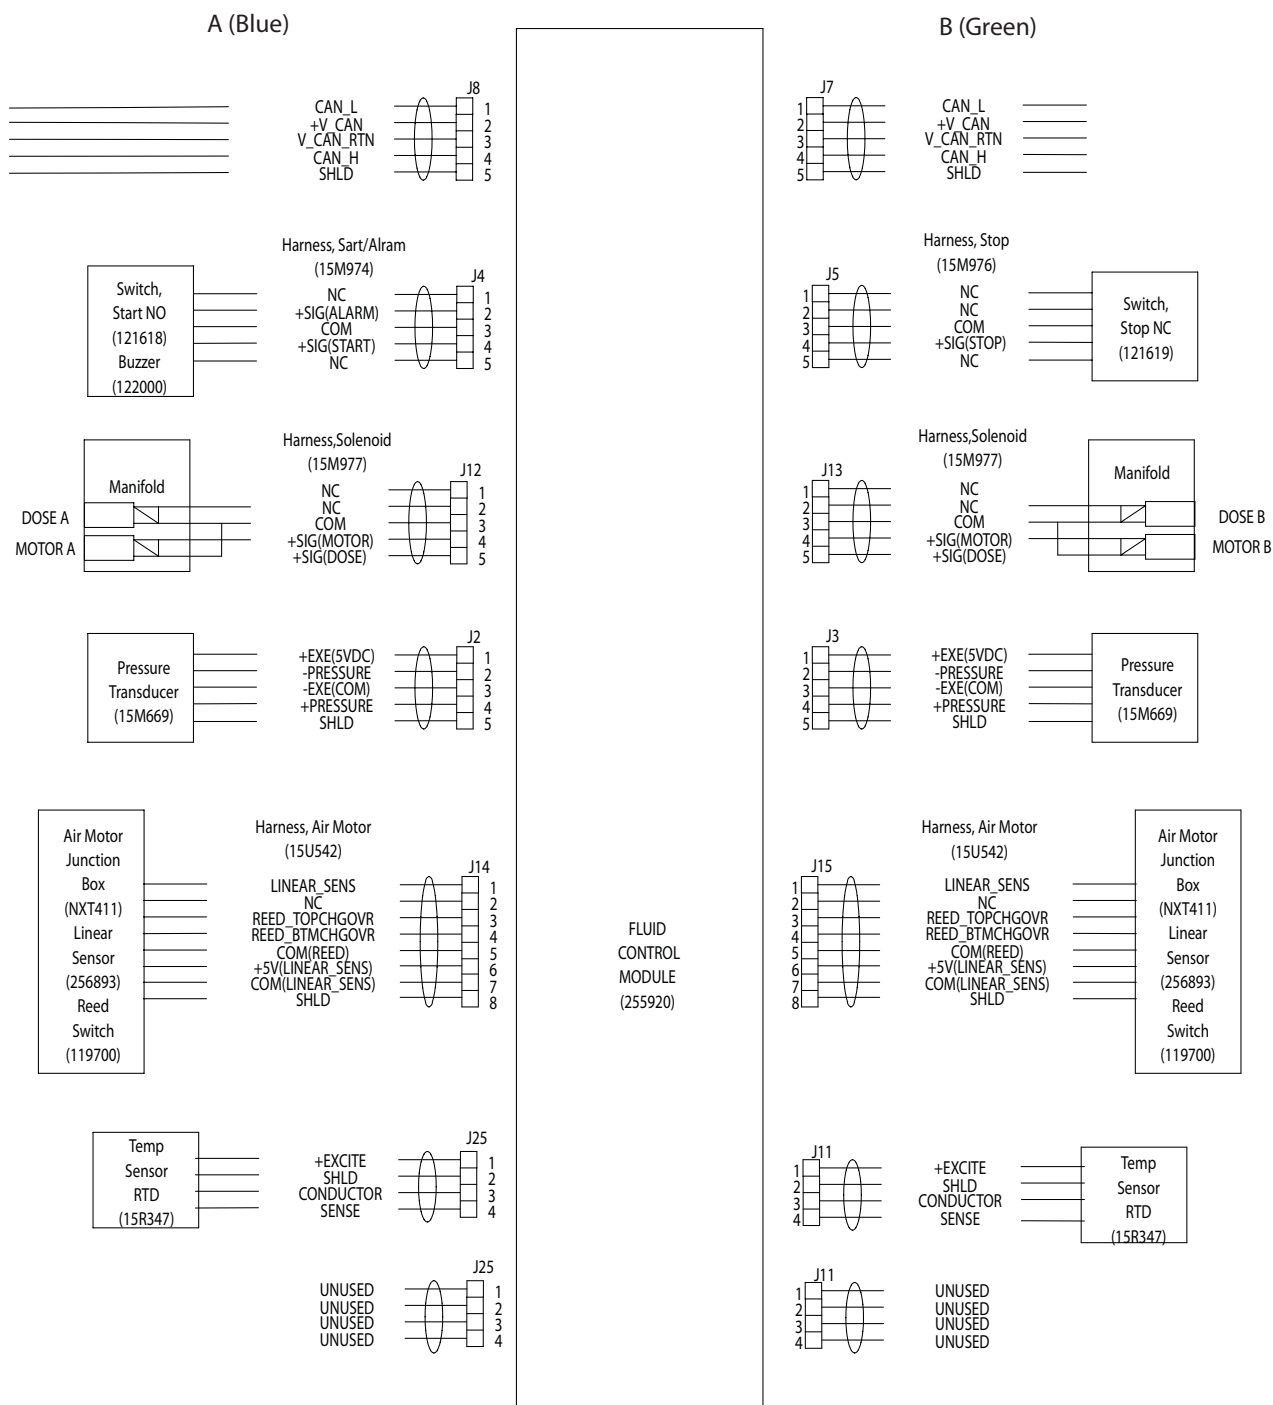 A (Blue)
B (Green)
J8
CAN_L 1
+V_CAN 2
V_CAN_RTN 3
CAN_H 4
SHLD 5
J7
1 CAN_L
2 +V_CAN
3 V_CAN_RTN
4 CAN_H
5 SHLD
Harness, Sart/Alram
(15M974)
J4
Switch,
Start NO
(121618)
Buzzer
(122000)
NC 1
+SIG(ALARM) 2
COM 3
+SIG(START) 4
NC 5
Harness, Stop
(15M976)
J5
1 NC
2 NC
3 COM
4 +SIG(STOP)
5 NC
Switch,
Stop NC
(121619)
Harness,Solenoid
(15M977)
J12
Manifold
DOSE A
MOTOR A
NC 1
NC 2
COM 3
+SIG(MOTOR) 4
+SIG(DOSE) 5
Harness,Solenoid
(15M977)
J13
1 NC
2 NC
3 COM
4 +SIG(MOTOR)
5 +SIG(DOSE)
Manifold
DOSE B
MOTOR B
J2
Pressure
Transducer
(15M669)
+EXE(5VDC) 1
-PRESSURE 2
-EXE(COM) 3
+PRESSURE 4
SHLD 5
J3
1 +EXE(5VDC)
2 -PRESSURE
3 -EXE(COM)
4 +PRESSURE
5 SHLD
Pressure
Transducer
(15M669)
Harness, Air Motor
(15U542)
J14
Air Motor
Junction
Box
(NXT411)
Linear
Sensor
(256893)
Reed
Switch
(119700)
LINEAR_SENS 1
NC 2
REED_TOPCHGOVR 3
REED_BTMCHGOVR 4
COM(REED) 5
+5V(LINEAR_SENS) 6
COM(LINEAR_SENS) 7
SHLD 8
FLUID
CONTROL
MODULE
(255920)
Harness, Air Motor
(15U542)
J15
1 LINEAR_SENS
2 NC
3 REED_TOPCHGOVR
4 REED_BTMCHGOVR
5 COM(REED)
6 +5V(LINEAR_SENS)
7 COM(LINEAR_SENS)
8 SHLD
Air Motor
Junction
Box
(NXT411)
Linear
Sensor
(256893)
Reed
Switch
(119700)
J25
Temp
Sensor
RTD
(15R347)
+EXCITE 1
SHLD 2
CONDUCTOR 3
SENSE 4
J11
1 +EXCITE
2 SHLD
3 CONDUCTOR
4 SENSE
Temp
Sensor
RTD
(15R347)
J25
UNUSED 1
UNUSED 2
UNUSED 3
UNUSED 4
J11
1 UNUSED
2 UNUSED
3 UNUSED
4 UNUSED